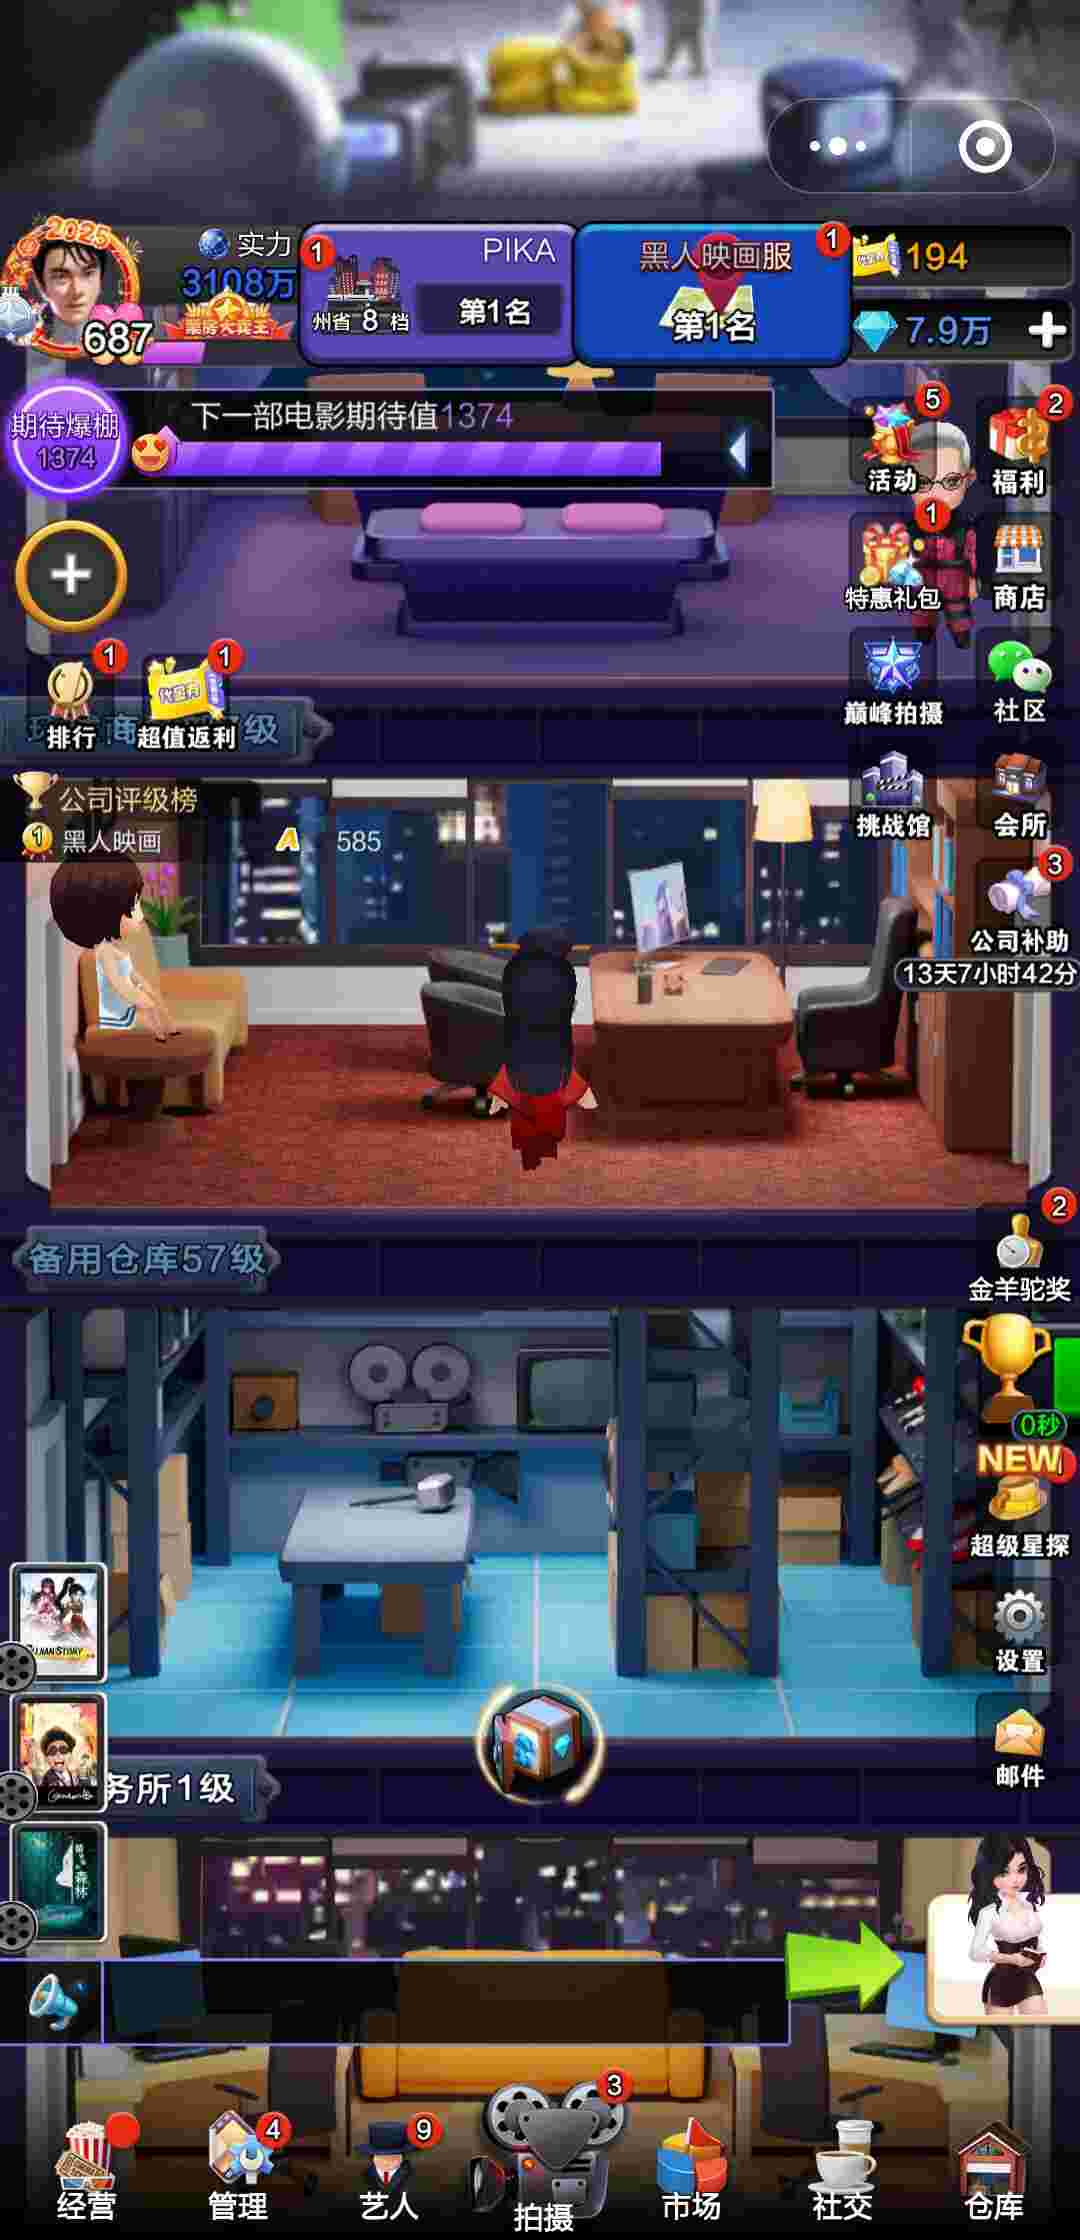 2025
实力
3108万
687
票房大赛王
1
PIKA
州省 8 档
第1名
黑人映画服
第1名
1
194
7.9万
期待爆棚
1374
下一部电影期待值1374
5
活动
2
福利
1
特惠礼包
商店
1
排行
1
超值返利
级
巅峰拍摄
社区
公司评级榜
1
黑人映画
A
585
挑战馆
会所
3
公司补助
13天7小时42分
备用仓库57级
2
金羊驼奖
0秒
NEW
超级星探
设置
务所1级
邮件
森林
经营
4
管理
9
艺人
3
拍摄
市场
社交
仓库